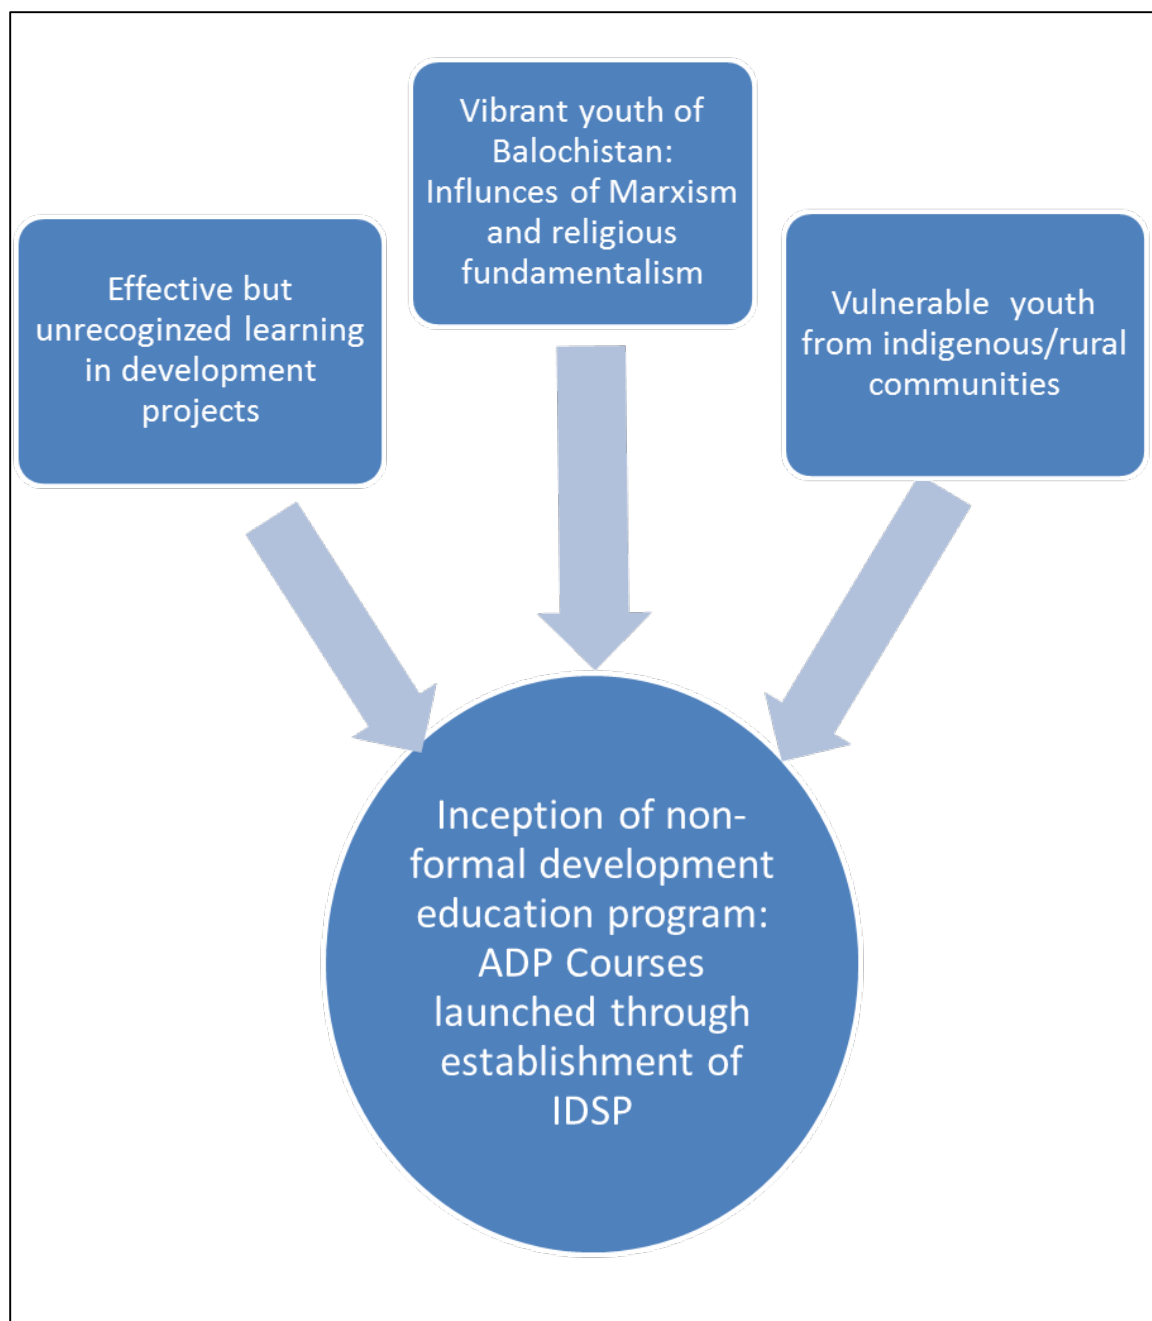 Effective but
unrecoginzed learning
in development
projects
Vibrant youth of
Balochistan:
Influnces of Marxism
and religious
fundamentalism
Vulnerable youth
from indigenous/rural
communities
Inception of non-
formal development
education program:
ADP Courses
launched through
establishment of
IDSP